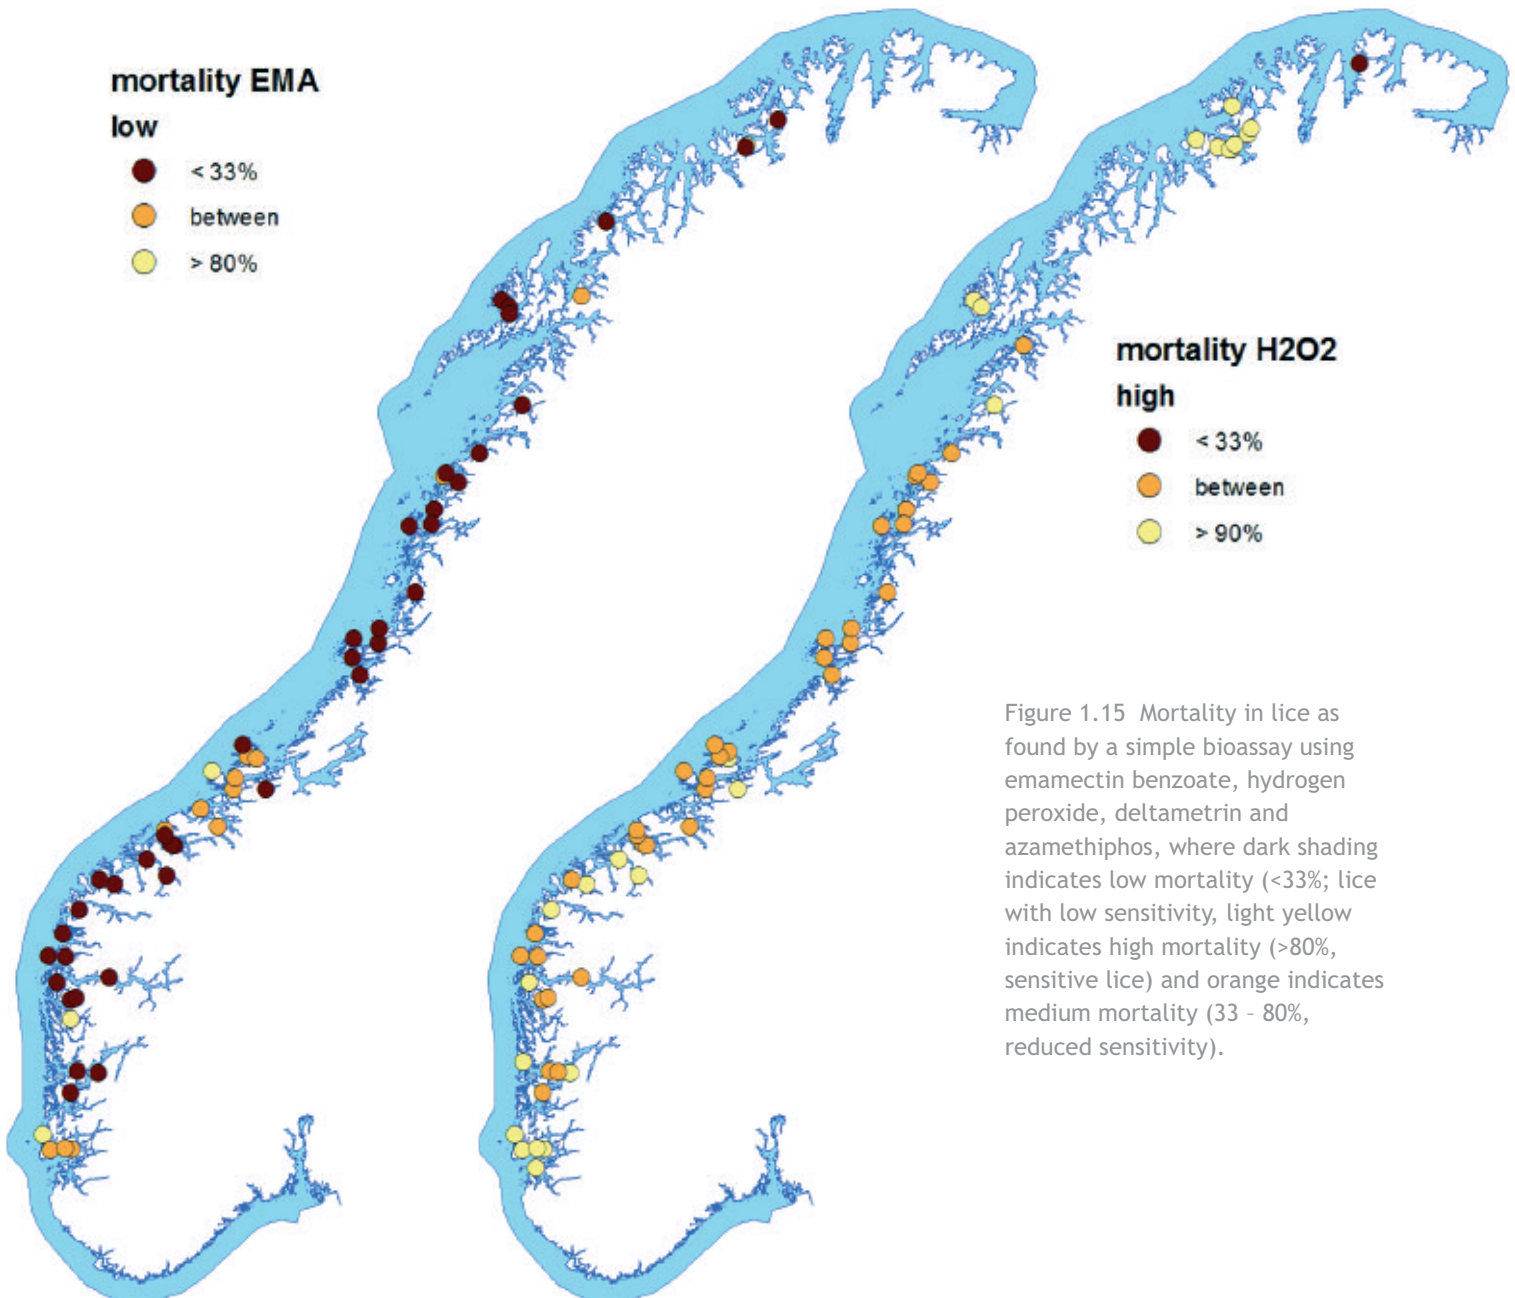 mortality EMA
low
< 33%
between
> 80%
mortality H2O2
high
< 33%
between
> 90%
Figure 1.15 Mortality in lice as
found by a simple bioassay using
emamectin benzoate, hydrogen
peroxide, deltametrin and
azamethiphos, where dark shading
indicates low mortality (<33%; lice
with low sensitivity, light yellow
indicates high mortality (>80%,
sensitive lice) and orange indicates
medium mortality (33 – 80%,
reduced sensitivity).